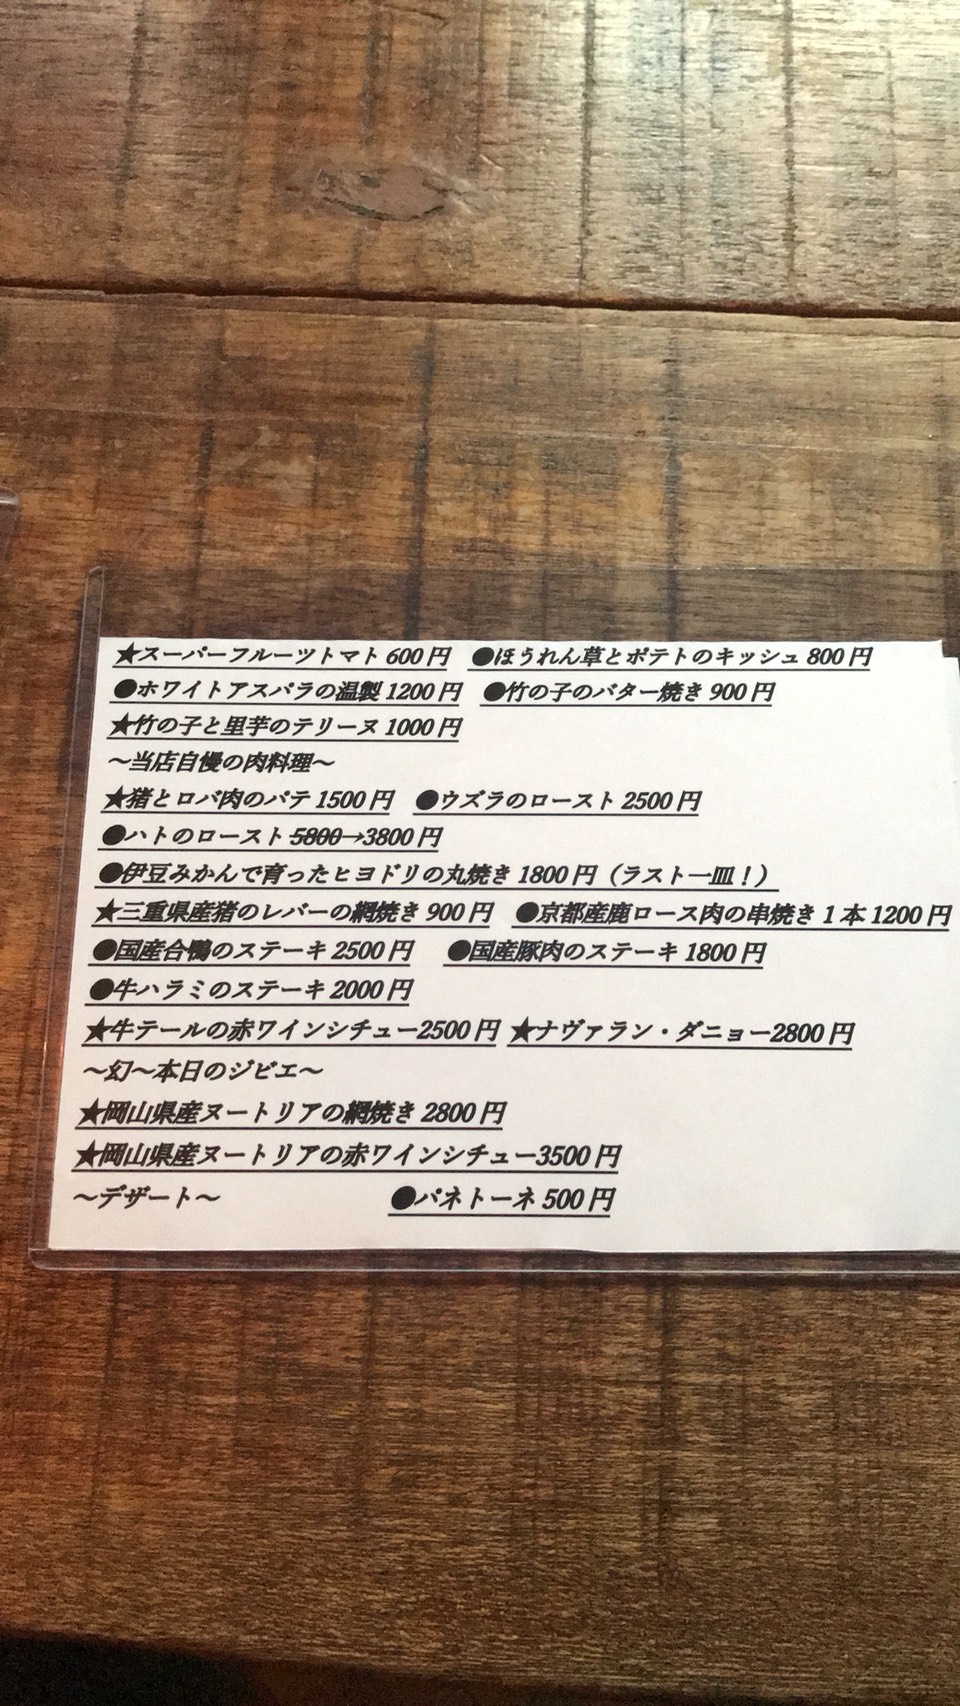 ★スーパーフルーツトマト 600 円 ●ほうれん草とポテトのキッシュ 800 円
●ホワイトアスパラの温製 1200 円 ●竹の子のバター焼き 900 円
★竹の子と里芋のテリーヌ 1000 円
～当店自慢の肉料理～
★猪とロバ肉のパテ 1500 円 ●ウズラのロースト 2500 円
●ハトのロースト 5800→3800 円
●伊豆みかんで育ったヒヨドリの丸焼き 1800 円（ラスト一皿！）
★三重県産猪のレバーの網焼き 900 円 ●京都産鹿ロース肉の串焼き 1 本 1200 円
●国産合鴨のステーキ 2500 円 ●国産豚肉のステーキ 1800 円
●牛ハラミのステーキ 2000 円
★牛テールの赤ワインシチュー2500 円 ★ナヴァラン・ダニョー2800 円
～幻～本日のジビエ～
★岡山県産ヌートリアの網焼き 2800 円
★岡山県産ヌートリアの赤ワインシチュー3500 円
～デザート～ ●パネトーネ 500 円